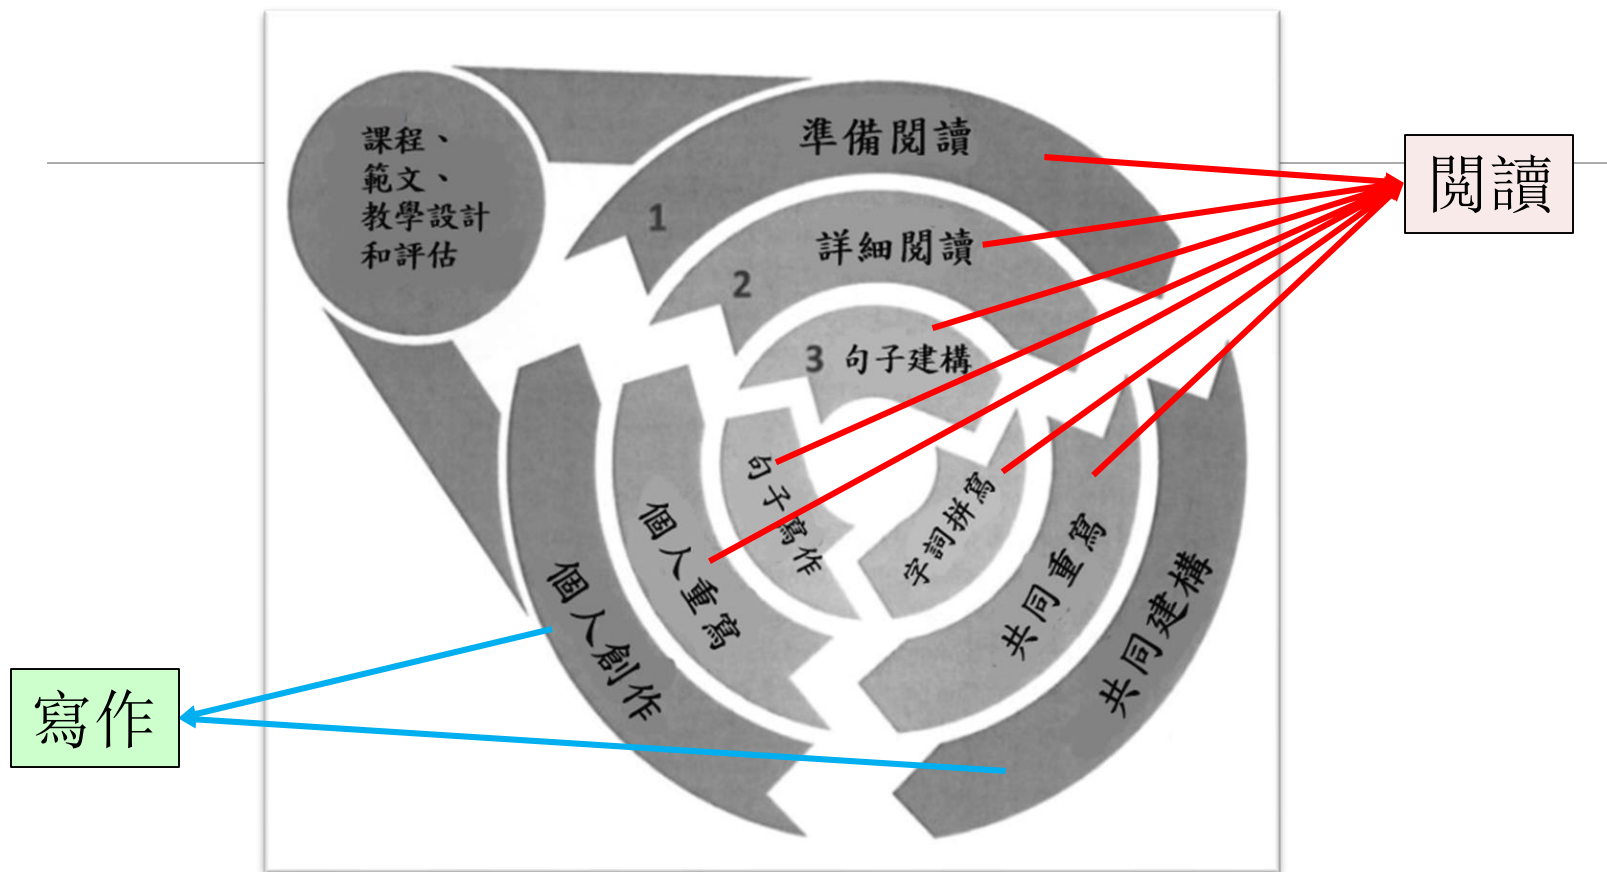 課程、
範文、
教學設計
和評估
1
準備閱讀
2
詳細閱讀
3 句子建構
句子寫作
字詞拼寫
個人重寫
共同重寫
個人創作
共同建構
閱讀
寫作